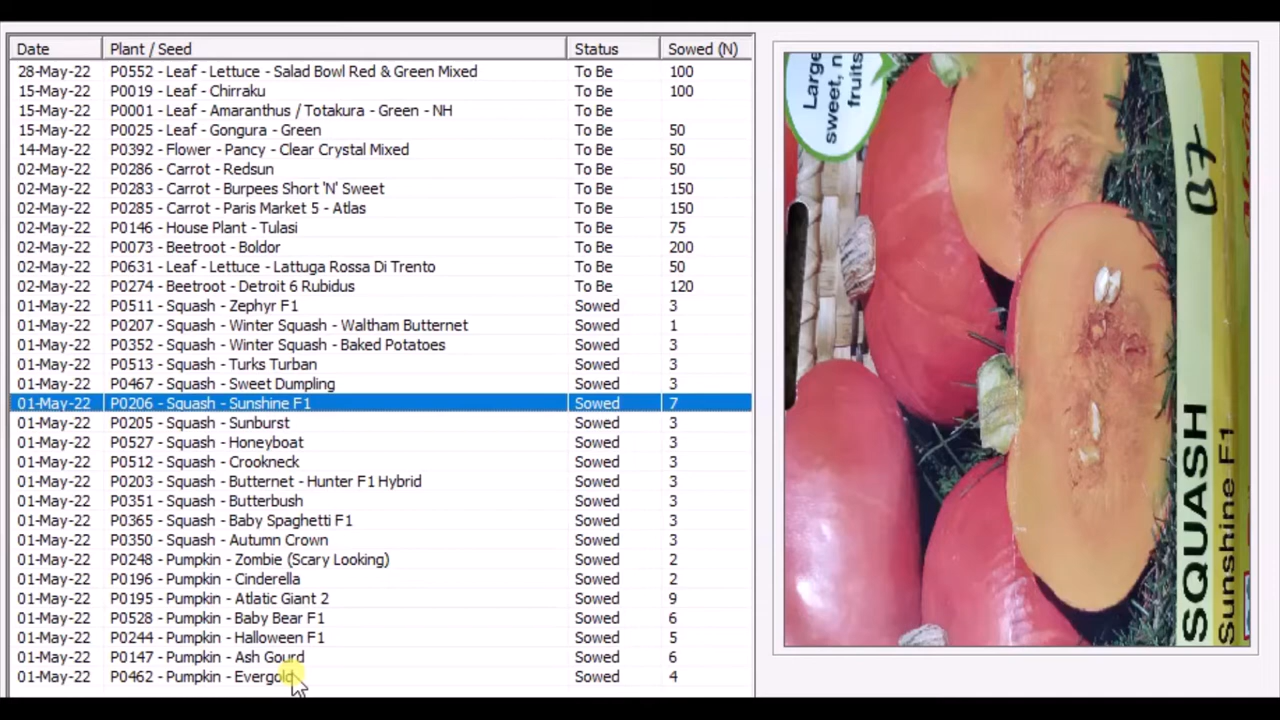 Date Plant / Seed Status Sowed (N)
28-May-22 P0552 - Leaf - Lettuce - Salad Bowl Red & Green Mixed To Be 100
15-May-22 P0019 - Leaf - Chirraku To Be 100
15-May-22 P0001 - Leaf - Amaranthus / Totakura - Green - NH To Be
15-May-22 P0025 - Leaf - Gongura - Green To Be 50
14-May-22 P0392 - Flower - Pancy - Clear Crystal Mixed To Be 50
02-May-22 P0286 - Carrot - Redsun To Be 50
02-May-22 P0283 - Carrot - Burpees Short 'N' Sweet To Be 150
02-May-22 P0285 - Carrot - Paris Market 5 - Atlas To Be 150
02-May-22 P0146 - House Plant - Tulasi To Be 75
02-May-22 P0073 - Beetroot - Boldor To Be 200
02-May-22 P0631 - Leaf - Lettuce - Lattuga Rossa Di Trento To Be 50
02-May-22 P0274 - Beetroot - Detroit 6 Rubidus To Be 120
01-May-22 P0511 - Squash - Zephyr F1 Sowed 3
01-May-22 P0207 - Squash - Winter Squash - Waltham Butternet Sowed 1
01-May-22 P0352 - Squash - Winter Squash - Baked Potatoes Sowed 3
01-May-22 P0513 - Squash - Turks Turban Sowed 3
01-May-22 P0467 - Squash - Sweet Dumpling Sowed 3
01-May-22 P0206 - Squash - Sunshine F1 Sowed 7
01-May-22 P0205 - Squash - Sunburst Sowed 3
01-May-22 P0527 - Squash - Honeyboat Sowed 3
01-May-22 P0512 - Squash - Crookneck Sowed 3
01-May-22 P0203 - Squash - Butternet - Hunter F1 Hybrid Sowed 3
01-May-22 P0351 - Squash - Butterbush Sowed 3
01-May-22 P0365 - Squash - Baby Spaghetti F1 Sowed 3
01-May-22 P0350 - Squash - Autumn Crown Sowed 3
01-May-22 P0248 - Pumpkin - Zombie (Scary Looking) Sowed 2
01-May-22 P0196 - Pumpkin - Cinderella Sowed 2
01-May-22 P0195 - Pumpkin - Atlatic Giant 2 Sowed 9
01-May-22 P0528 - Pumpkin - Baby Bear F1 Sowed 6
01-May-22 P0244 - Pumpkin - Halloween F1 Sowed 5
01-May-22 P0147 - Pumpkin - Ash Gourd Sowed 6
01-May-22 P0462 - Pumpkin - Evergold Sowed 4
Large
sweet, n
fruits
SQUASH B7
Sunshine F1